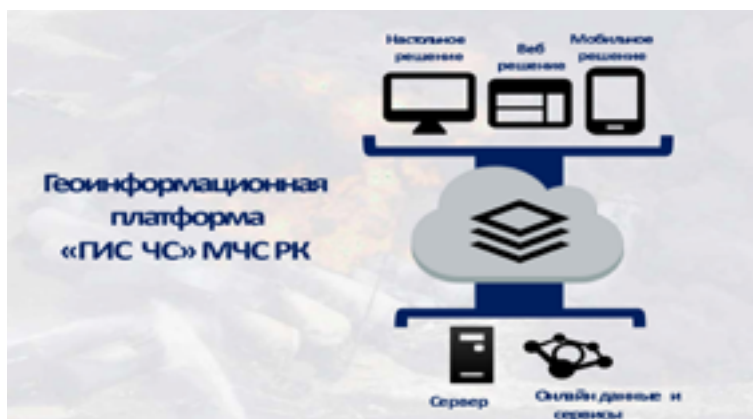 Настольное
решение
Веб
решение
Мобильное
решение
Геоинформационная
платформа
«ГИС ЧС» МЧС РК
Сервер
Онлайн данные и
сервисы